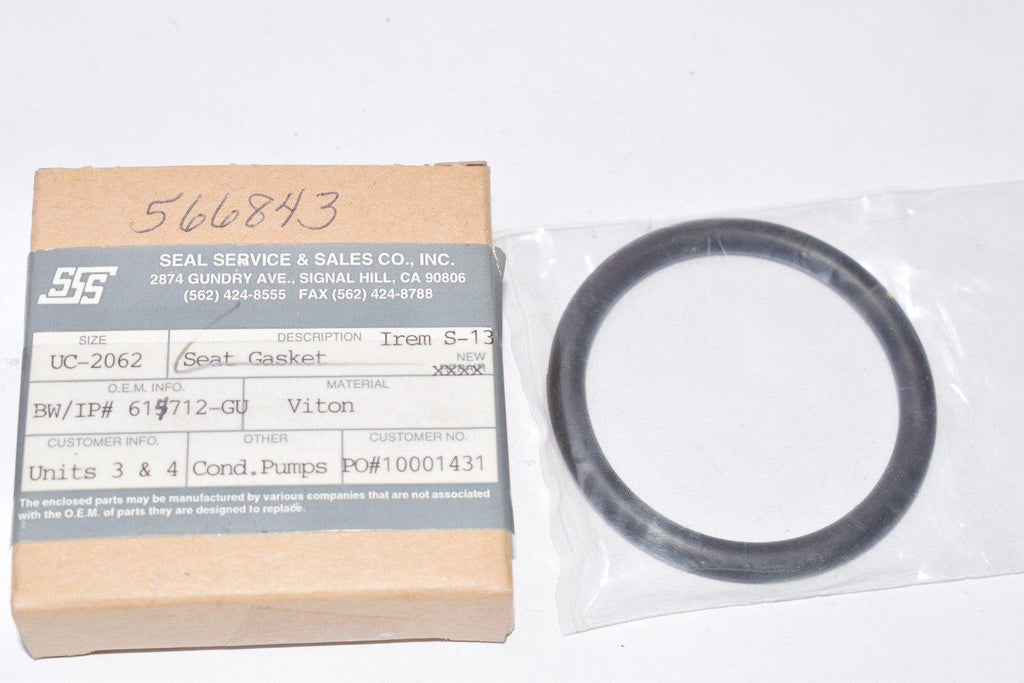 566843
SSS
SEAL SERVICE & SALES CO., INC.
2874 GUNDRY AVE., SIGNAL HILL, CA 90806
(562) 424-8555 FAX (562) 424-8788
SIZE
DESCRIPTION Irem S-13
UC-2062 Seat Gasket
NEW
XXXX
O.E.M. INFO.
MATERIAL
BW/IP# 614712-GU Viton
CUSTOMER INFO. OTHER CUSTOMER NO.
Units 3 & 4 Cond.Pumps PO#10001431
The enclosed parts may be manufactured by various companies that are not associated
with the O.E.M. of parts they are designed to replace.